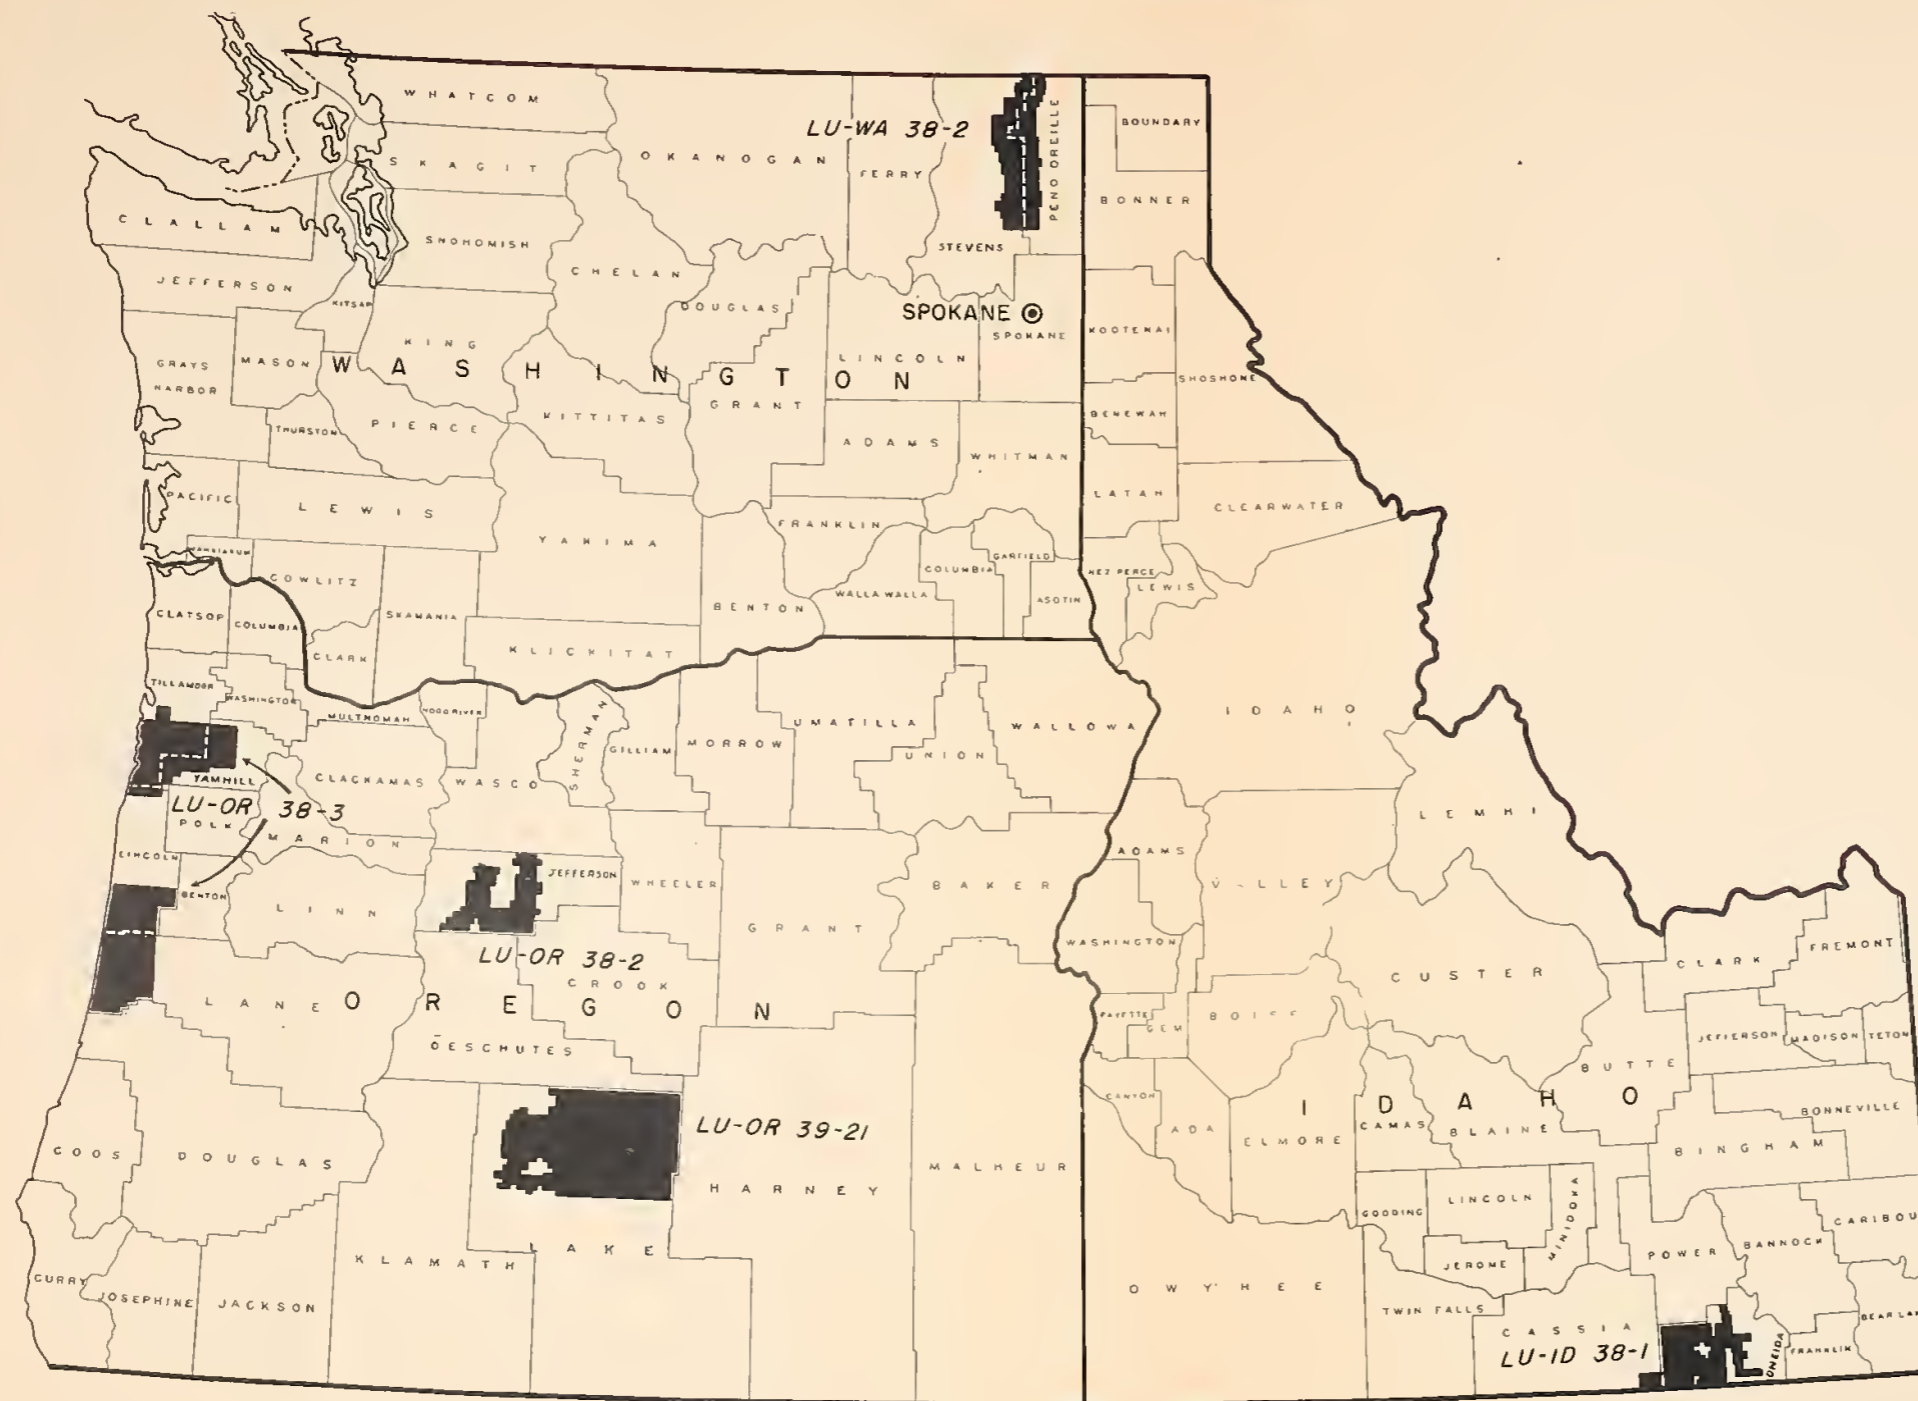 WHATCOM
SKAGIT
OKANOGAN
FERRY
LU-WA 38-2
PEND OREILLE
STEVENS
CLALLAM
SNOHOMISH
JEFFERSON
CHELAN
KITSAP
DOUGLAS
SPOKANE
SPOKANE
KING
LINCOLN
GRAYS
HARBOR
MASON
WASHINGTON
GRANT
THURSTON
PIERCE
KITTITAS
ADAMS
WHITMAN
PACIFIC
LEWIS
YAKIMA
FRANKLIN
GARFIELD
WAHKIAKUM
COWLITZ
COLUMBIA
WALLA WALLA
ASOTIN
SKAMANIA
BENTON
CLARK
KLICKITAT
CLATSOP
COLUMBIA
TILLAMOOK
WASHINGTON
MULTNOMAH
HOOD RIVER
SHERMAN
GILLIAM
MORROW
UMATILLA
UNION
WALLOWA
YAMHILL
CLACKAMAS
WASCO
LU-OR 38-3
POLK
MARION
LINCOLN
BENTON
LINN
JEFFERSON
WHEELER
BAKER
GRANT
LU-OR 38-2
CROOK
LANE
OREGON
DESCHUTES
LU-OR 39-21
COOS
DOUGLAS
HARNEY
MALHEUR
LAKE
KLAMATH
CURRY
JOSEPHINE
JACKSON
BOUNDARY
BONNER
KOOTENAI
SHOSHONE
BENEWAH
LATAH
CLEARWATER
NEZ PERCE
LEWIS
IDAHO
LEMHI
ADAMS
V LLEY
WASHINGTON
CUSTER
CLARK
FREMONT
PAYETTE
GEM
BOISE
JEFFERSON
MADISON
TETON
BUTTE
CANYON
IDAHO
BONNEVILLE
ADA
ELMORE
CAMAS
BLAINE
BINGHAM
GOODING
LINCOLN
MINIDOKA
CARIBOU
JEROME
POWER
BANNOCK
OWYHEE
TWIN FALLS
CASSIA
LU-ID 38-1
ONEIDA
FRANKLIN
BEAR LAK